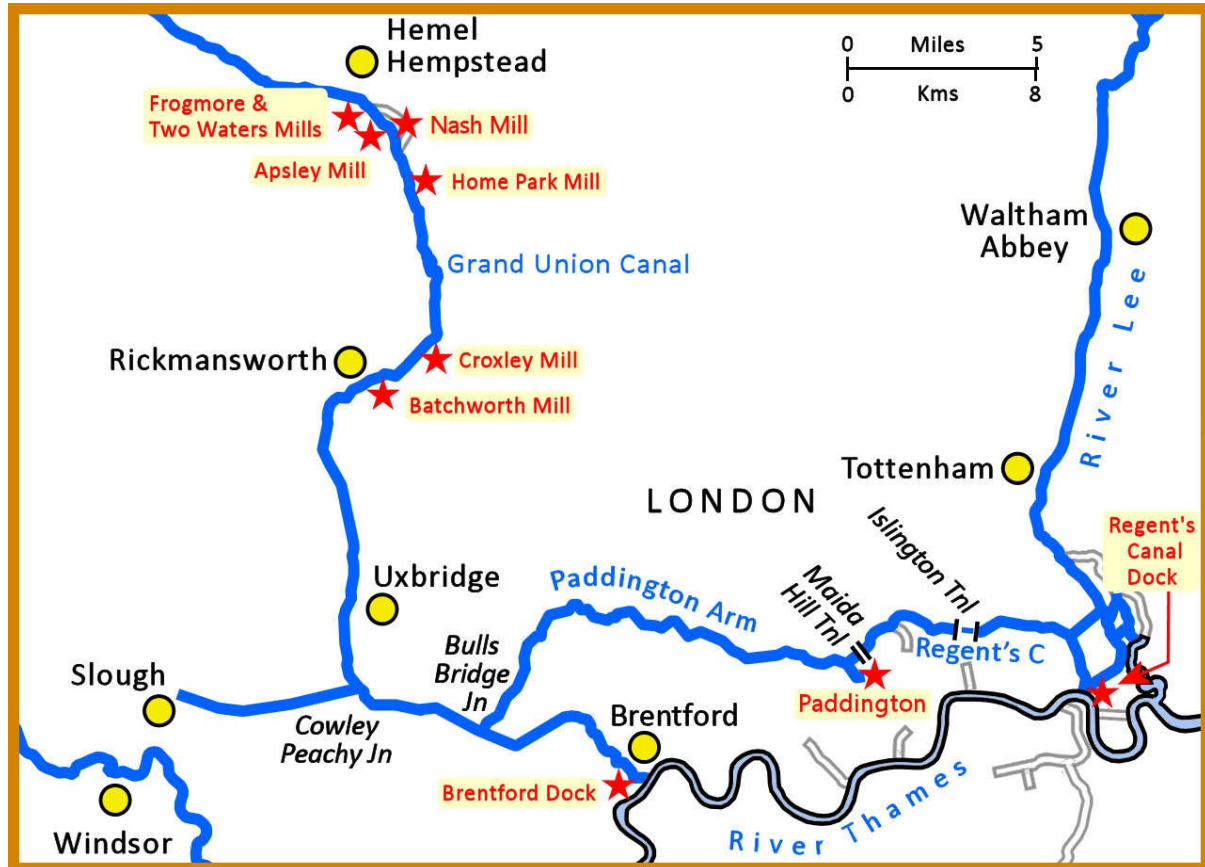 Hemel
Hempstead
0 Miles 5
0 Kms 8
Frogmore &
Two Waters Mills
Nash Mill
Apsley Mill
Home Park Mill
Waltham
Abbey
Grand Union Canal
River Lee
Rickmansworth
Croxley Mill
Batchworth Mill
Tottenham
LONDON
Regent's
Canal
Dock
Islington Tnl
Maida
Hill Tnl
Uxbridge
Paddington Arm
Regent's C
Bulls
Bridge
Jn
Slough
Paddington
Cowley
Peachy Jn
Brentford
Brentford Dock
River Thames
Windsor